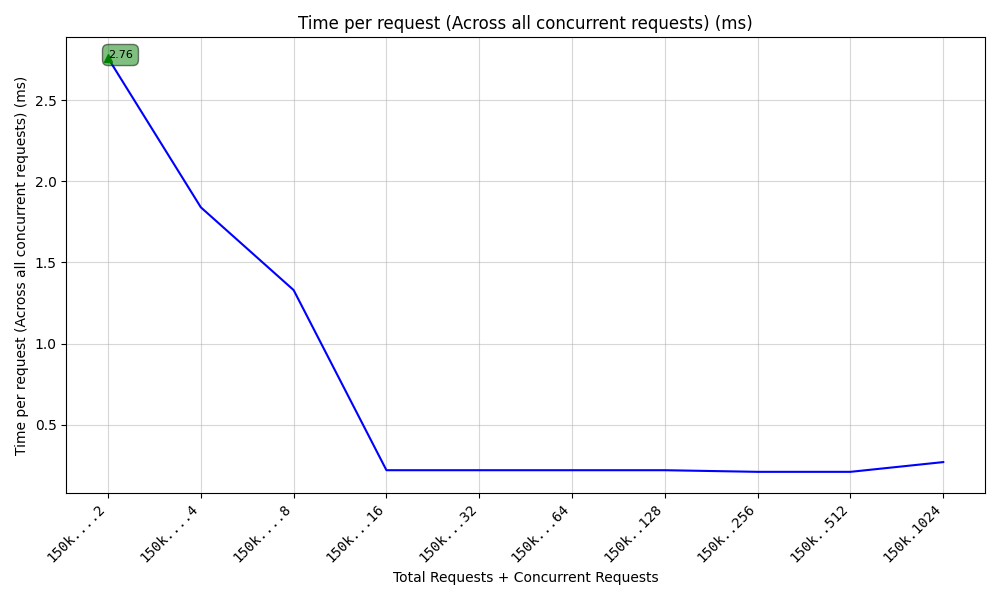 Time per request (Across all concurrent requests) (ms)
2.76
Time per request (Across all concurrent requests) (ms)
2.5
2.0
1.5
1.0
0.5
150k....2
150k....4
150k....8
150k...16
150k...32
150k...64
150k..128
150k..256
150k..512
150k.1024
Total Requests + Concurrent Requests